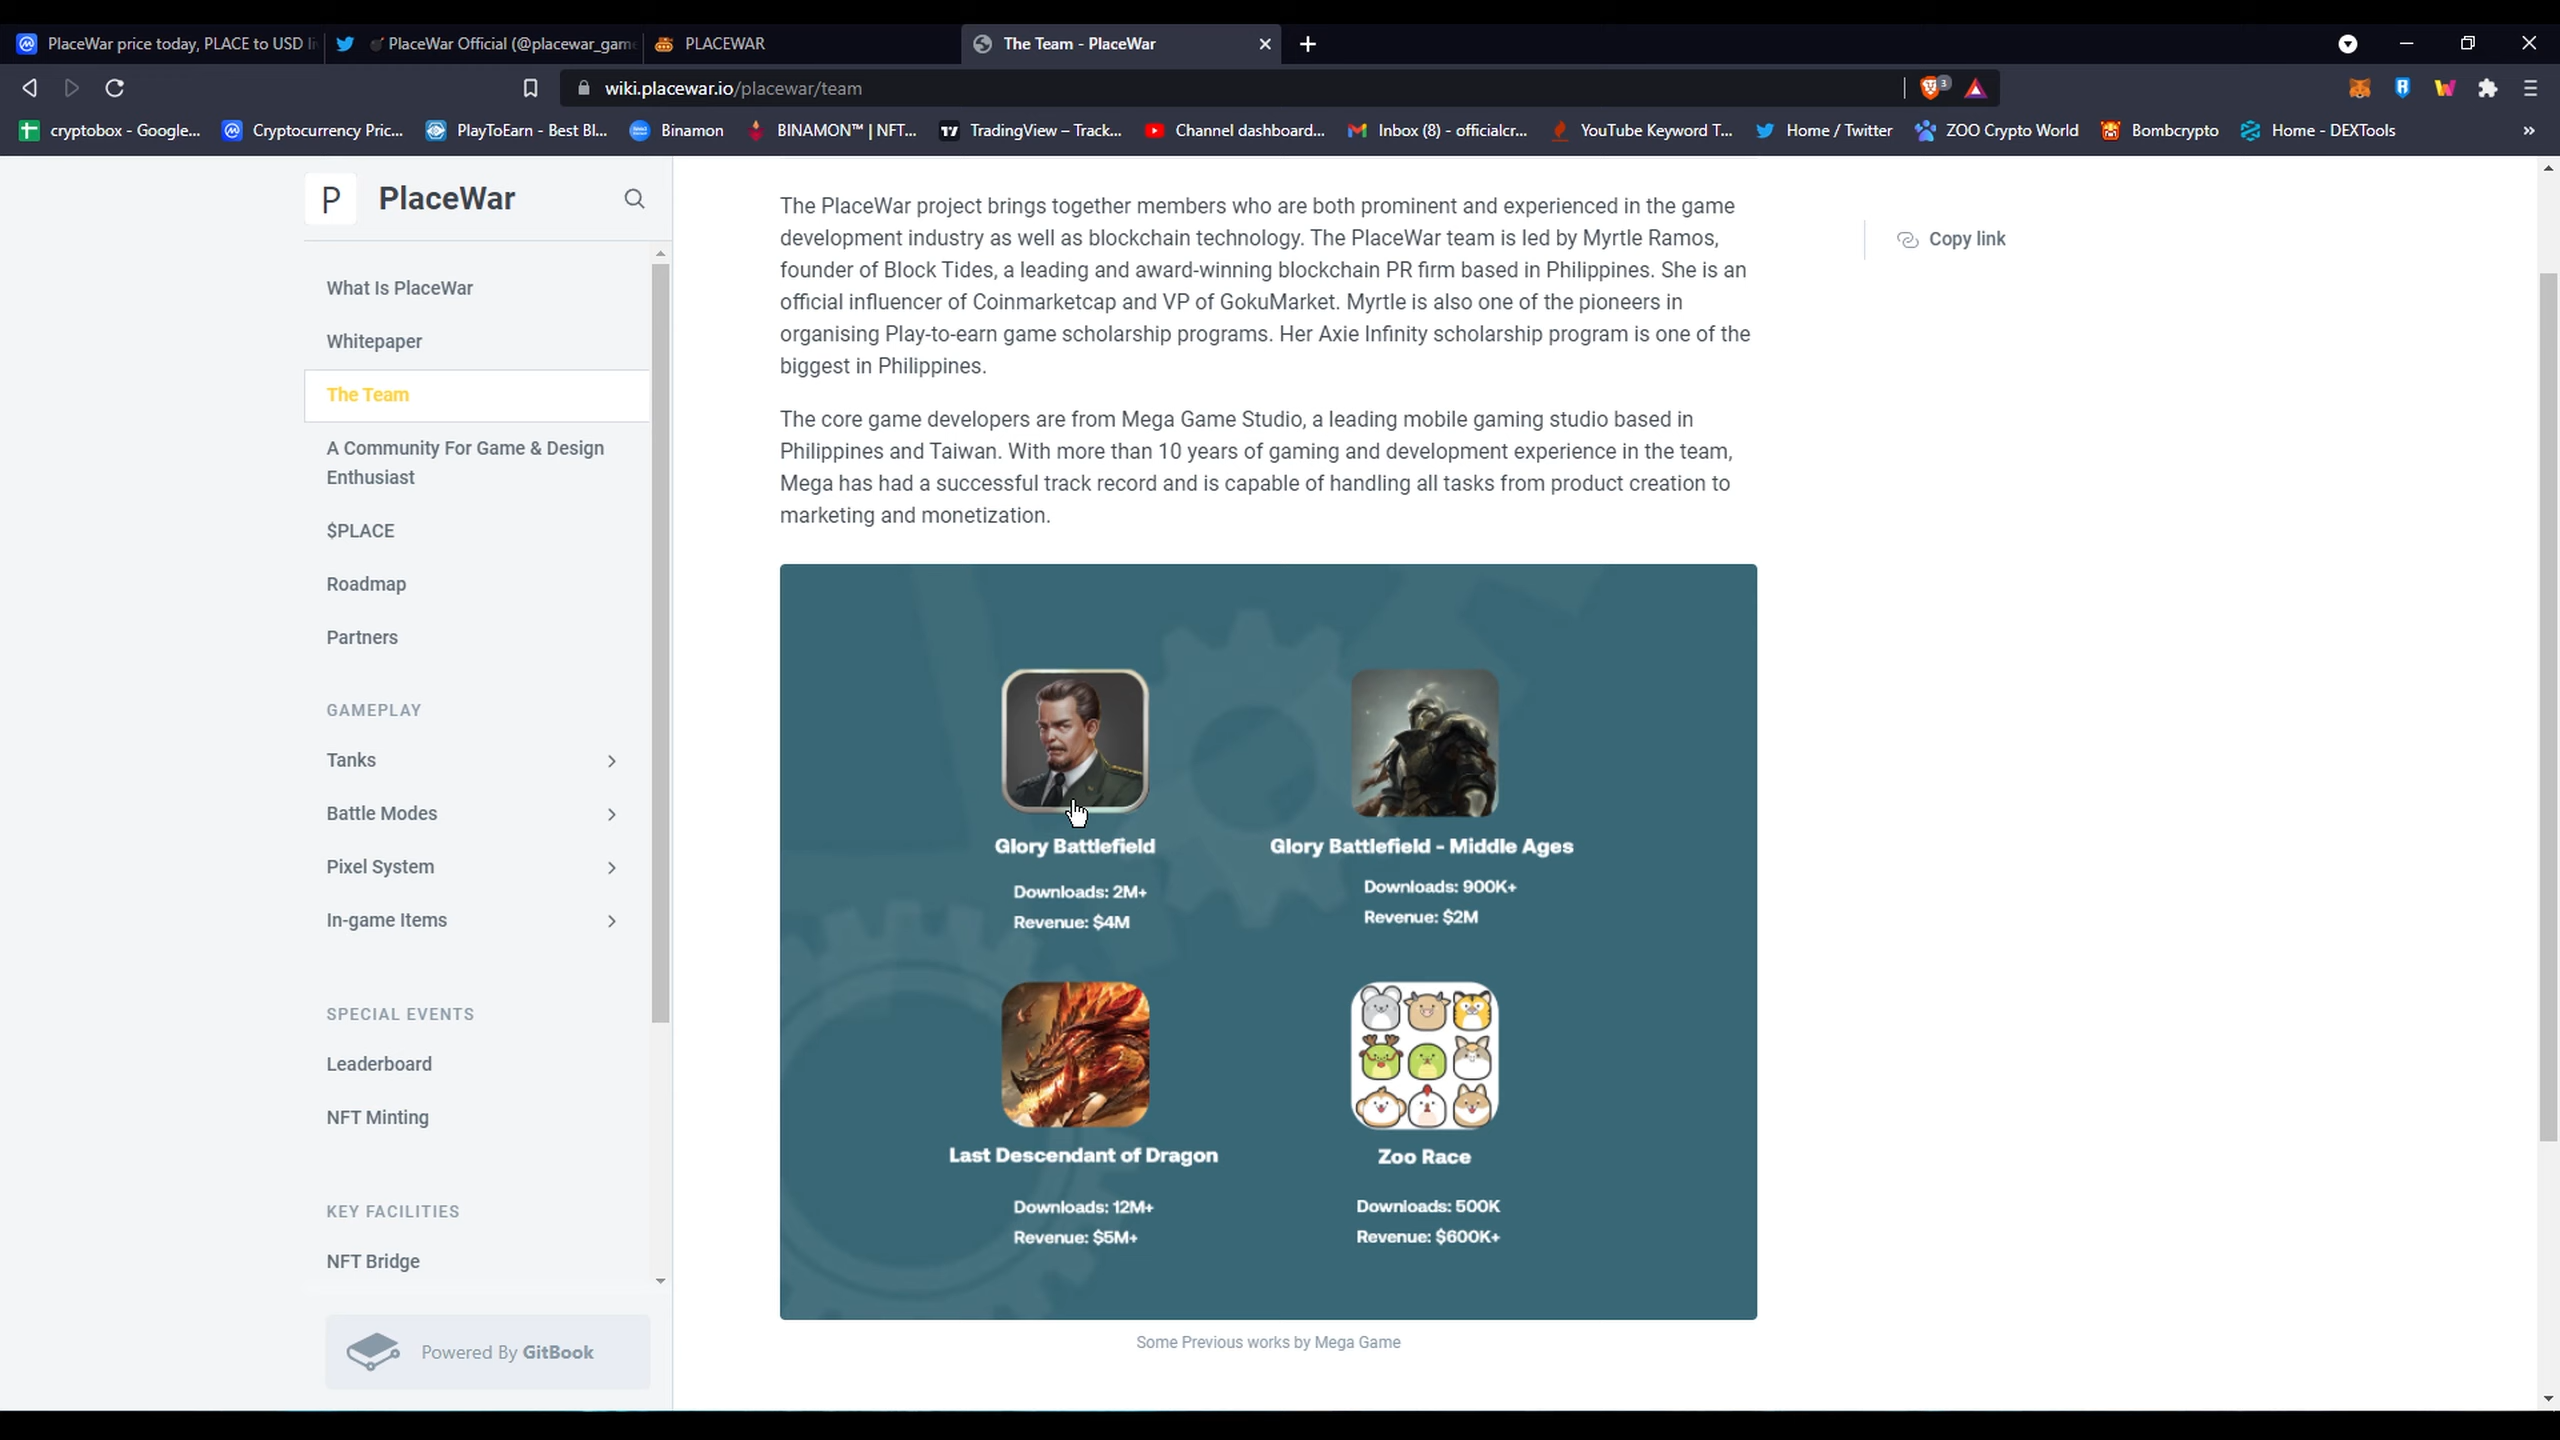 PlaceWar price today, PLACE to USD li
PlaceWar Official (@placewar_game
PLACEWAR
The Team - PlaceWar
wiki.placewar.io/placewar/team
3
cryptobox - Google...
Cryptocurrency Pric...
PlayToEarn - Best Bl...
Binamon
BINAMON™ | NFT...
TradingView – Track...
Channel dashboard...
Inbox (8) - officialcr...
YouTube Keyword T...
Home / Twitter
ZOO Crypto World
Bombcrypto
Home - DEXTools
»
P
PlaceWar
What Is PlaceWar
Whitepaper
The Team
A Community For Game & Design
Enthusiast
$PLACE
Roadmap
Partners
GAMEPLAY
Tanks
Battle Modes
Pixel System
In-game Items
SPECIAL EVENTS
Leaderboard
NFT Minting
KEY FACILITIES
NFT Bridge
Powered By GitBook
The PlaceWar project brings together members who are both prominent and experienced in the game
development industry as well as blockchain technology. The PlaceWar team is led by Myrtle Ramos,
founder of Block Tides, a leading and award-winning blockchain PR firm based in Philippines. She is an
official influencer of Coinmarketcap and VP of GokuMarket. Myrtle is also one of the pioneers in
organising Play-to-earn game scholarship programs. Her Axie Infinity scholarship program is one of the
biggest in Philippines.
The core game developers are from Mega Game Studio, a leading mobile gaming studio based in
Philippines and Taiwan. With more than 10 years of gaming and development experience in the team,
Mega has had a successful track record and is capable of handling all tasks from product creation to
marketing and monetization.
Glory Battlefield
Downloads: 2M+
Revenue: $4M
Glory Battlefield - Middle Ages
Downloads: 900K+
Revenue: $2M
Last Descendant of Dragon
Downloads: 12M+
Revenue: $5M+
Zoo Race
Downloads: 500K
Revenue: $600K+
Some Previous works by Mega Game
Copy link